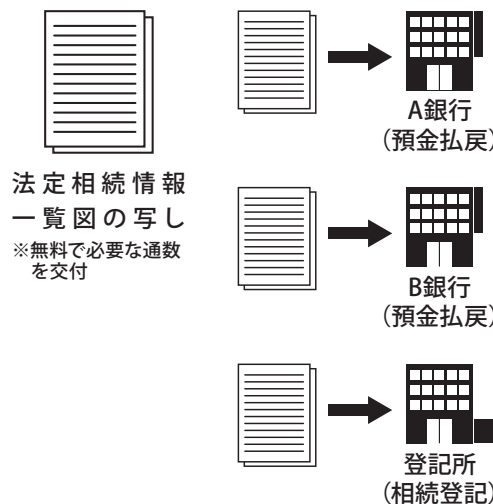 法定相続情報
一覧図の写し
※無料で必要な通数
を交付
A銀行
(預金払戻)
B銀行
(預金払戻)
登記所
(相続登記)